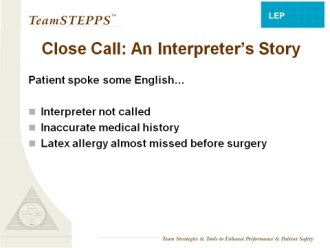 TeamSTEPPS™
LEP
Close Call: An Interpreter's Story
Patient spoke some English…
Interpreter not called
Inaccurate medical history
Latex allergy almost missed before surgery
Team Strategies & Tools to Enhance Performance & Patient Safety